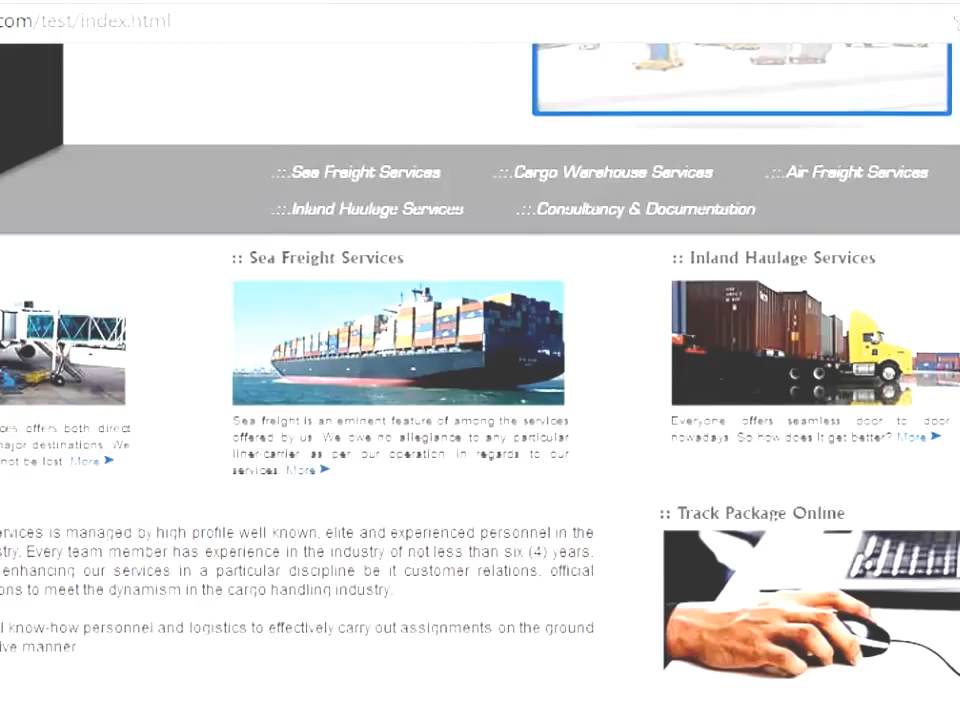 .com/test/index.html
.::.Sea Freight Services
.::.Cargo Warehouse Services
.::.Air Freight Services
.::.Inland Haulage Services
.::.Consultancy & Documentation
:: Sea Freight Services
:: Inland Haulage Services
ces offers both direct
major destinations. We
not be lost. More
Sea freight is an eminent feature of among the services
offered by us. We owe no allegiance to any particular
liner/carrier as per our operation in regards to our
services. More
Everyone offers seamless door to door
nowadays. So how does it get better? More
:: Track Package Online
ervices is managed by high profile well known, elite and experienced personnel in the
stry. Every team member has experience in the industry of not less than six (4) years,
enhancing our services in a particular discipline be it customer relations, official
ons to meet the dynamism in the cargo handling industry.
l know-how personnel and logistics to effectively carry out assignments on the ground
ive manner